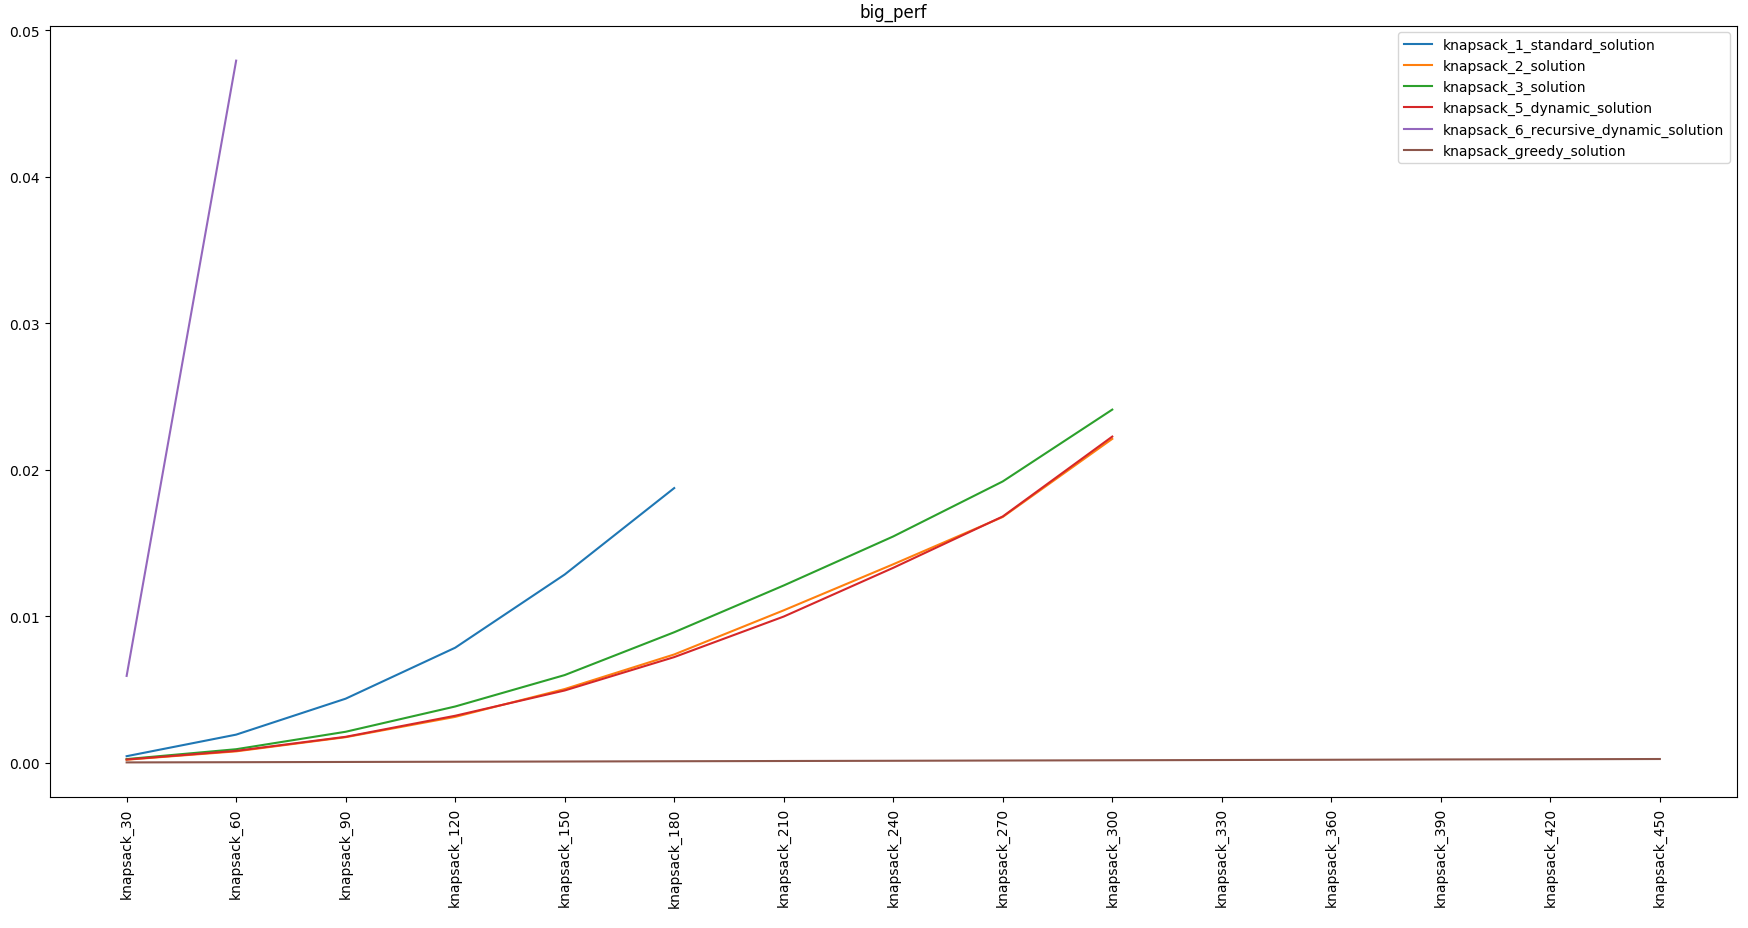 big_perf
0.05
0.04
0.03
0.02
0.01
0.00
knapsack_1_standard_solution
knapsack_2_solution
knapsack_3_solution
knapsack_5_dynamic_solution
knapsack_6_recursive_dynamic_solution
knapsack_greedy_solution
knapsack_30
knapsack_60
knapsack_90
knapsack_120
knapsack_150
knapsack_180
knapsack_210
knapsack_240
knapsack_270
knapsack_300
knapsack_330
knapsack_360
knapsack_390
knapsack_420
knapsack_450